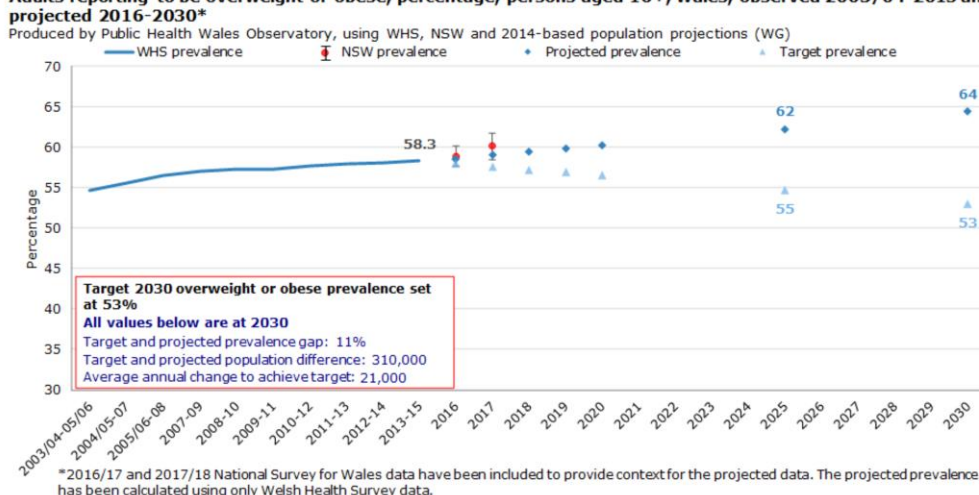 projected 2016-2030*
Produced by Public Health Wales Observatory, using WHS, NSW and 2014-based population projections (WG)
WHS prevalence NSW prevalence Projected prevalence Target prevalence
70
65
60
55
50
45
40
35
30
Percentage
58.3
62
64
55
53
Target 2030 overweight or obese prevalence set
at 53%
All values below are at 2030
Target and projected prevalence gap: 11%
Target and projected population difference: 310,000
Average annual change to achieve target: 21,000
2003/04-05/06 2004/05-07 2005/06-08 2007-09 2008-10 2009-11 2010-12 2011-13 2012-14 2013-15 2016 2017 2018 2019 2020 2021 2022 2023 2024 2025 2026 2027 2028 2029 2030
*2016/17 and 2017/18 National Survey for Wales data have been included to provide context for the projected data. The projected prevalence
has been calculated using only Welsh Health Survey data.